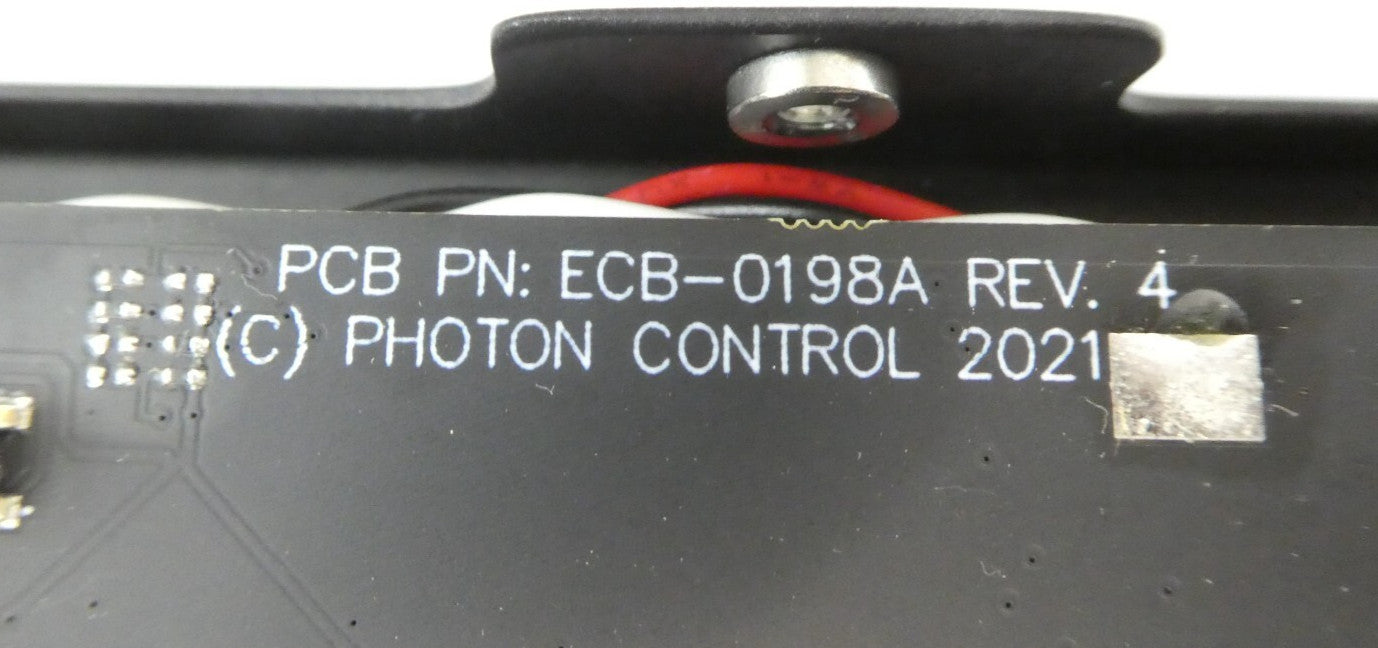 PCB PN: ECB-0198A REV. 4
(C) PHOTON CONTROL 2021